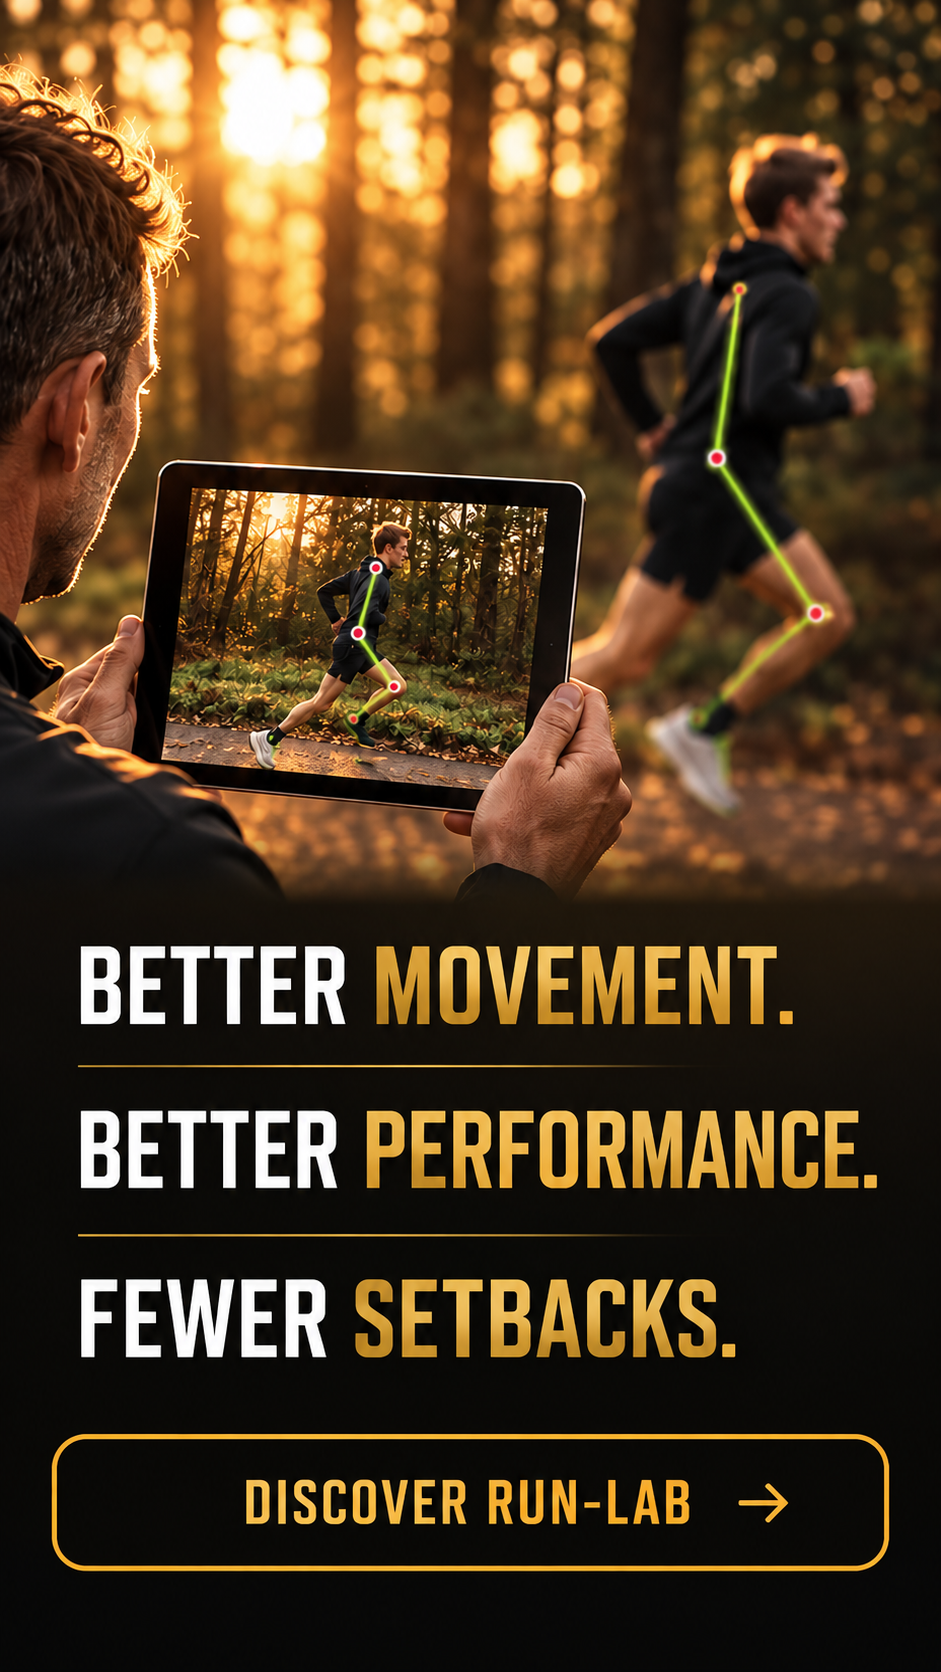 BETTER MOVEMENT.
BETTER PERFORMANCE.
FEWER SETBACKS.
DISCOVER RUN-LAB →